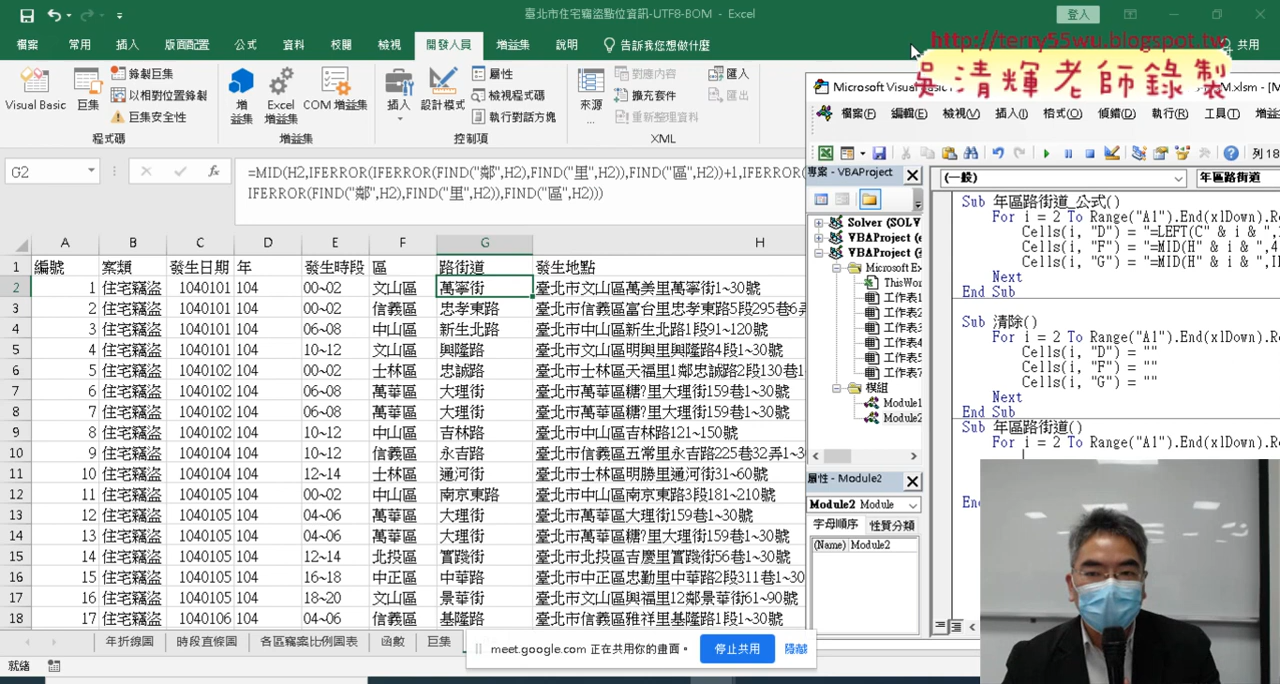 臺北市住宅竊盜點位資訊-UTF8-BOM - Excel
登入
檔案 常用 插入 版面配置 公式 資料 校閱 檢視 開發人員 增益集 說明 告訴我您想做什麼 共用
http://terry55wu.blogspot.tw
吳清輝老師錄製
Visual Basic 巨集 錄製巨集 以相對位置錄製 巨集安全性
程式碼
增益集 Excel 增益集 COM 增益集
增益集
插入 設計模式 屬性 檢視程式碼 執行對話方塊
控制項
來源... 對應內容 擴充套件 重新整理資料 匯入 匯出
XML
G2
=MID(H2,IFERROR(IFERROR(FIND("鄰",H2),FIND("里",H2)),FIND("區",H2))+1,IFERROR(
IFERROR(FIND("鄰",H2),FIND("里",H2)),FIND("區",H2)))
A B C D E F G H
1 編號 案類 發生日期 年 發生時段 區 路街道 發生地點
2 1 住宅竊盜 1040101 104 00~02 文山區 萬寧街 臺北市文山區萬美里萬寧街1~30號
3 2 住宅竊盜 1040101 104 00~02 信義區 忠孝東路 臺北市信義區富台里忠孝東路5段295巷6弄
4 3 住宅竊盜 1040101 104 06~08 中山區 新生北路 臺北市中山區新生北路1段91~120號
5 4 住宅竊盜 1040101 104 10~12 文山區 興隆路 臺北市文山區明興里興隆路4段1~30號
6 5 住宅竊盜 1040101 104 00~02 士林區 忠誠路 臺北市士林區天福里1鄰忠誠路2段130巷1
7 6 住宅竊盜 1040102 104 06~08 萬華區 大理街 臺北市萬華區糖?里大理街159巷1~30號
8 7 住宅竊盜 1040102 104 06~08 萬華區 大理街 臺北市萬華區糖?里大理街159巷1~30號
9 8 住宅竊盜 1040102 104 10~12 中山區 吉林路 臺北市中山區吉林路121~150號
10 9 住宅竊盜 1040104 104 10~12 信義區 永吉路 臺北市信義區五常里永吉路225巷32弄1~3
11 10 住宅竊盜 1040104 104 12~14 士林區 通河街 臺北市士林區明勝里通河街31~60號
12 11 住宅竊盜 1040105 104 00~02 中山區 南京東路 臺北市中山區南京東路3段181~210號
13 12 住宅竊盜 1040105 104 04~06 萬華區 大理街 臺北市萬華區大理街159巷1~30號
14 13 住宅竊盜 1040105 104 04~06 萬華區 大理街 臺北市萬華區糖?里大理街159巷1~30號
15 14 住宅竊盜 1040105 104 12~14 北投區 實踐街 臺北市北投區吉慶里實踐街56巷1~30號
16 15 住宅竊盜 1040105 104 16~18 中正區 中華路 臺北市中正區忠勤里中華路2段311巷1~30
17 16 住宅竊盜 1040105 104 18~20 文山區 景華街 臺北市文山區興福里12鄰景華街61~90號
18 17 住宅竊盜 1040106 104 04~06 信義區 基隆路 臺北市信義區雅祥里基隆路1段1~30號
年折線圖 時段直條圖 各區竊案比例圖表 函數 巨集
就緒
meet.google.com 正在共用你的畫面。 停止共用 隱藏
Microsoft Visual M.xlsm - [M
檔案(F) 編輯(E) 檢視(V) 插入(I) 格式(O) 偵錯(D) 執行(R) 工具(T) 增益
列 18
專案 - VBAProject
Solver (SOLV
VBAProject (e
VBAProject (
Microsoft Ex
ThisWor
工作表1
工作表2
工作表3
工作表4
工作表5
工作表7
模組
Module1
Module2
屬性 - Module2
Module2 Module
字母順序 性質分類
(Name) Module2
(一般) 年區路街道
Sub 年區路街道_公式()
For i = 2 To Range("A1").End(xlDown).R
Cells(i, "D") = "=LEFT(C" & i & ",
Cells(i, "F") = "=MID(H" & i & ",4
Cells(i, "G") = "=MID(H" & i & ",I
Next
End Sub
Sub 清除()
For i = 2 To Range("A1").End(xlDown).R
Cells(i, "D") = ""
Cells(i, "F") = ""
Cells(i, "G") = ""
Next
End Sub
Sub 年區路街道()
For i = 2 To Range("A1").End(xlDown).R